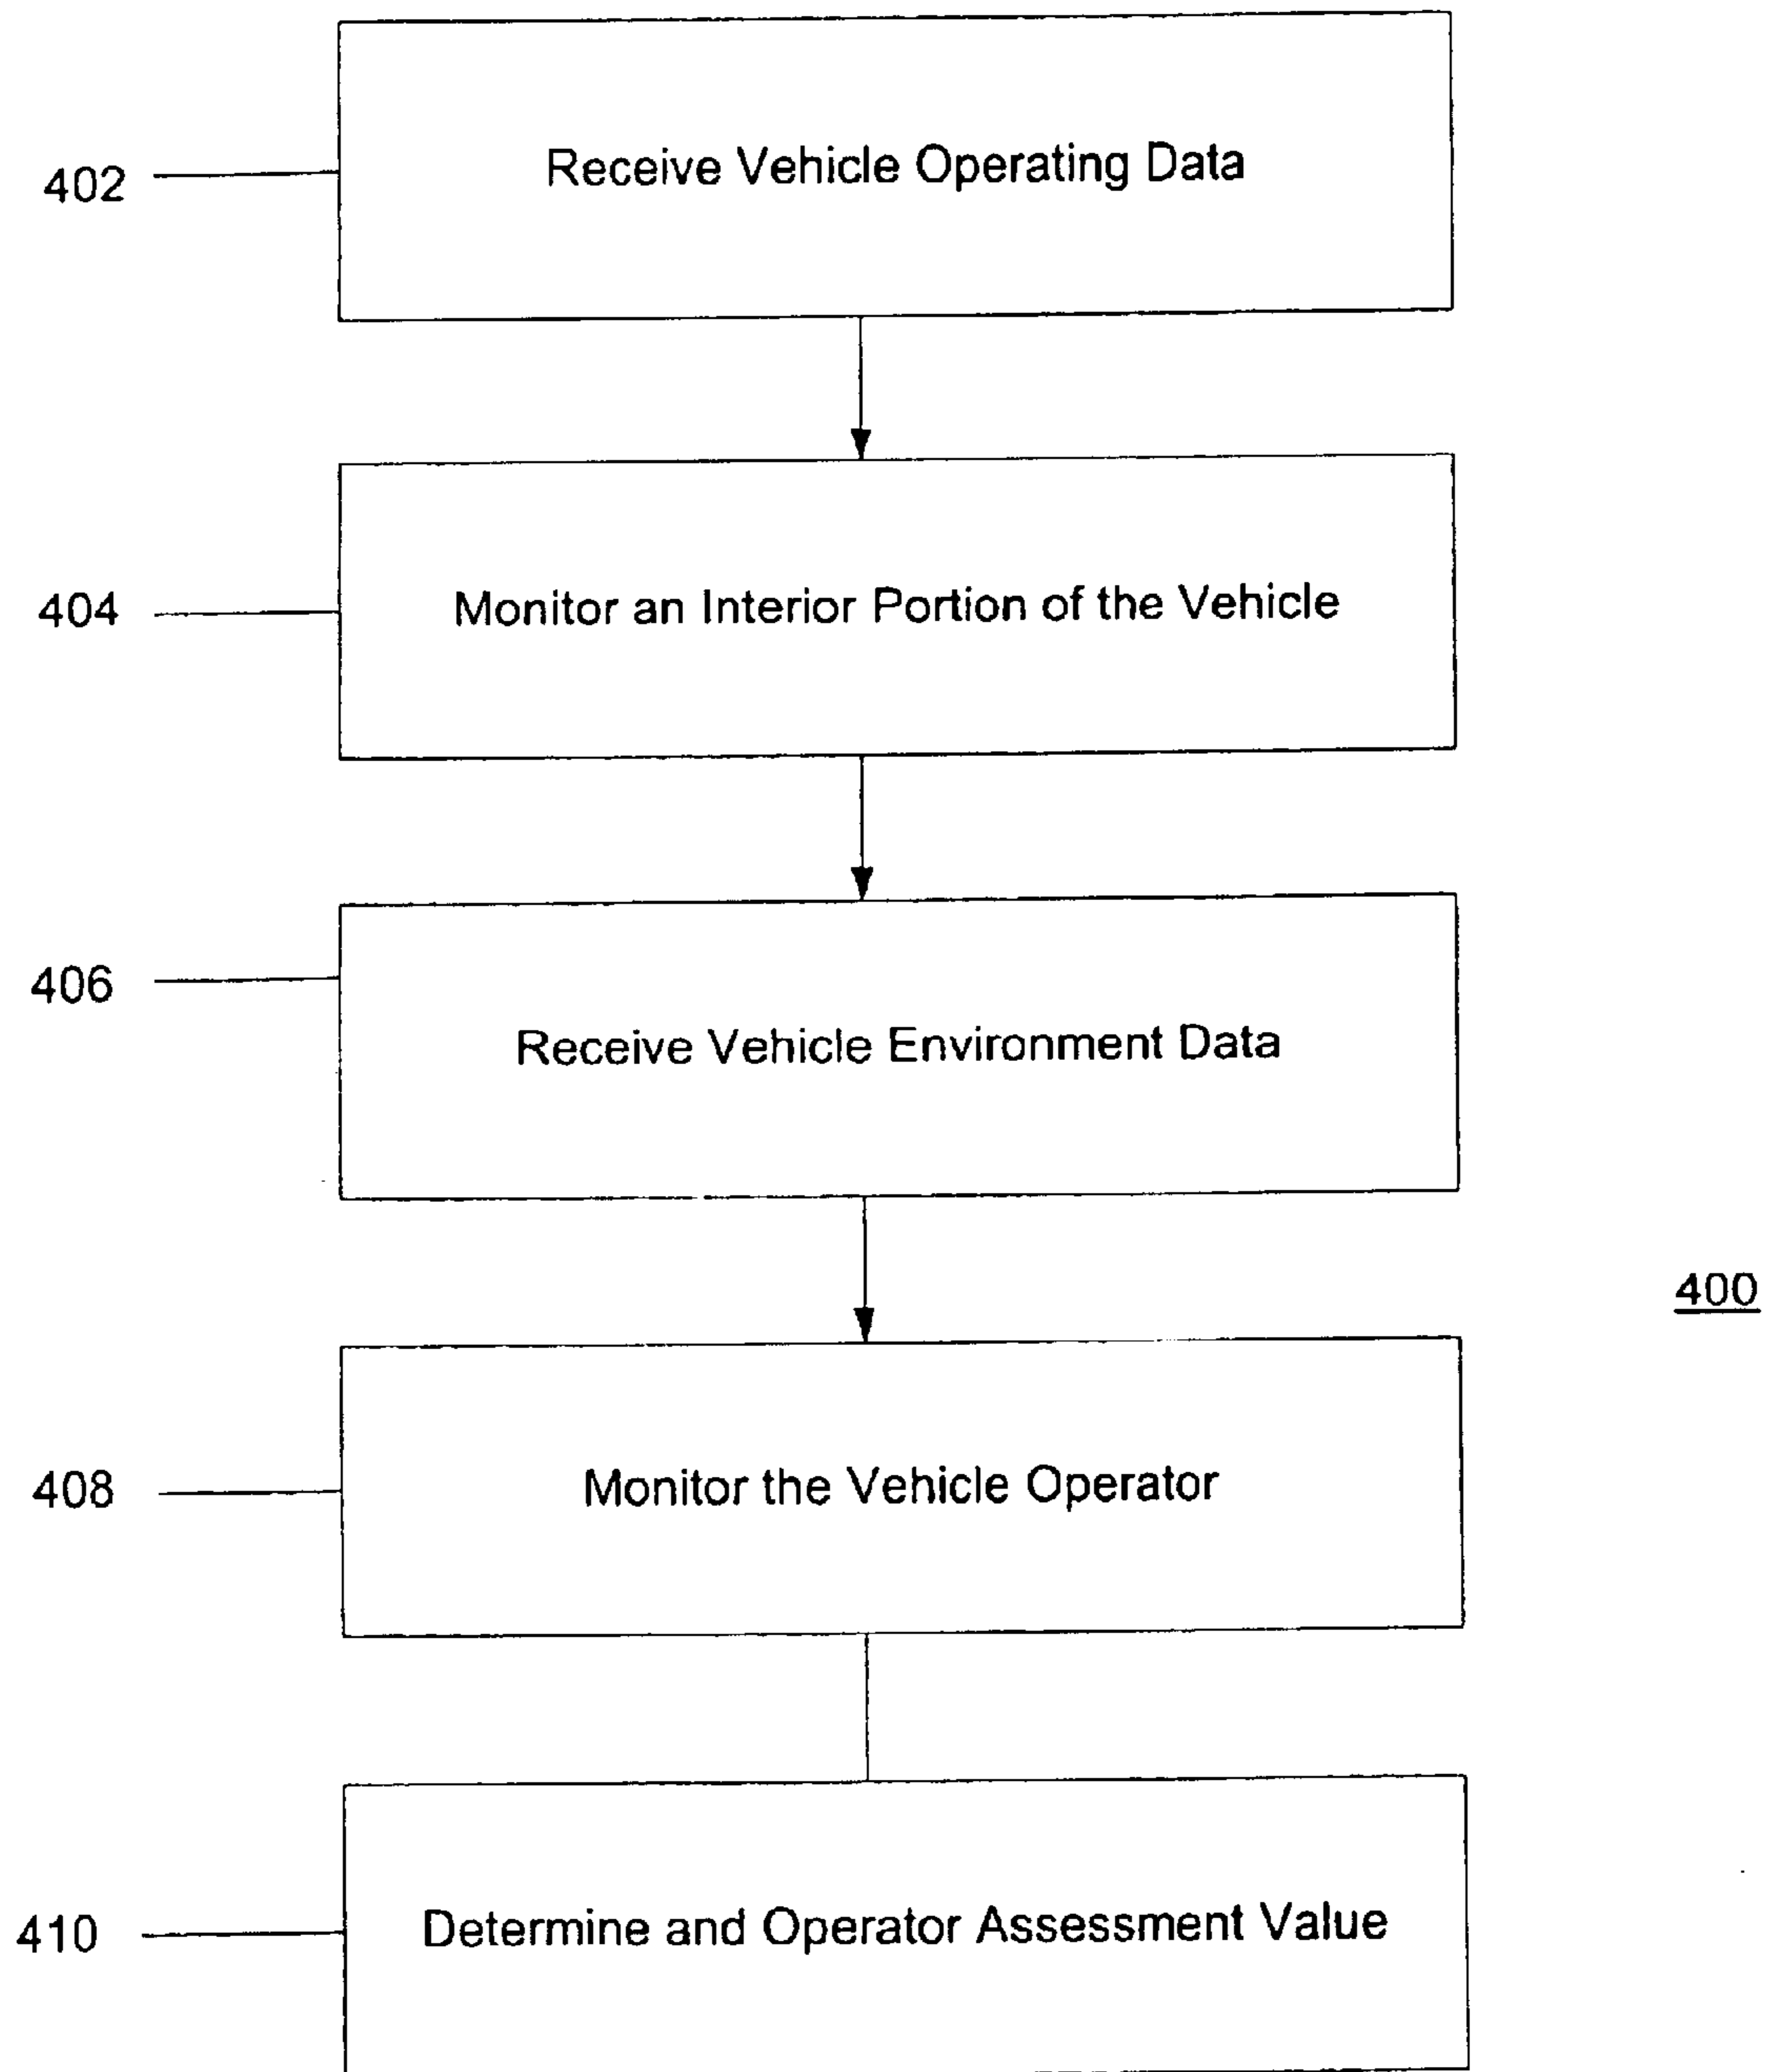 402
Receive Vehicle Operating Data
404
Monitor an Interior Portion of the Vehicle
406
Receive Vehicle Environment Data
400
408
Monitor the Vehicle Operator
410
Determine and Operator Assessment Value